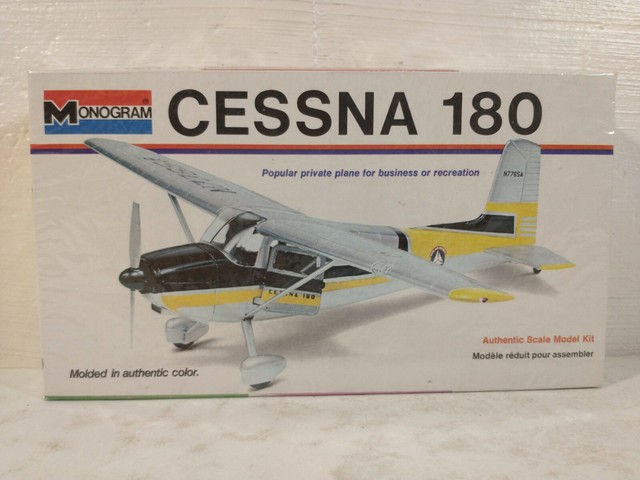 MONOGRAM®
CESSNA 180
Popular private plane for business or recreation
N7785A
CESSNA 180
Authentic Scale Model Kit
Modèle réduit pour assembler
Molded in authentic color.